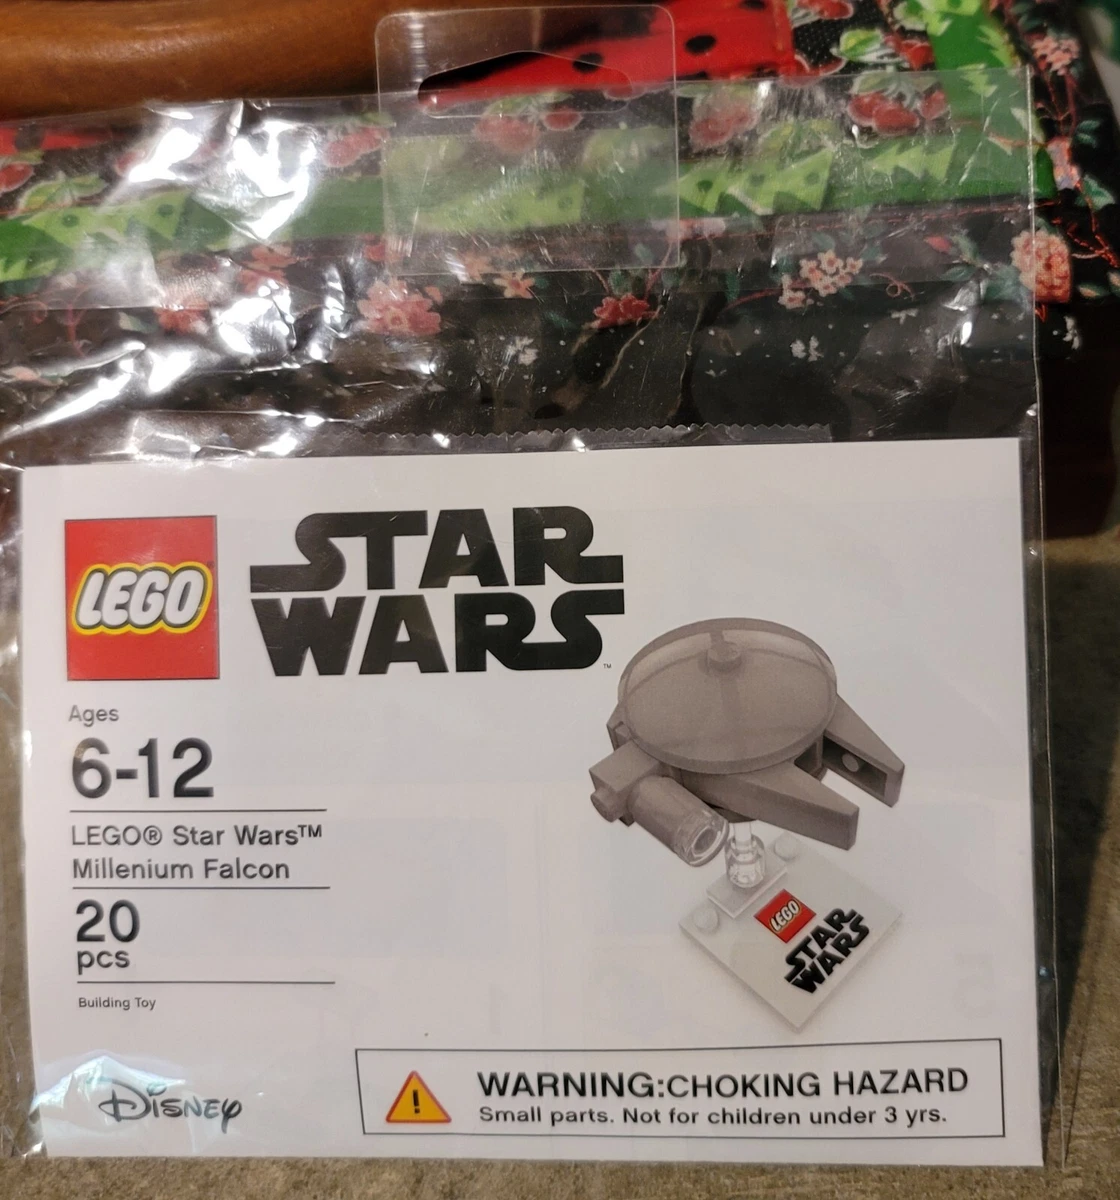 LEGO
STAR
WARS™
Ages
6-12
LEGO® Star Wars™
Millenium Falcon
20
pcs
Building Toy
LEGO
STAR
WARS
Disney
WARNING:CHOKING HAZARD
Small parts. Not for children under 3 yrs.